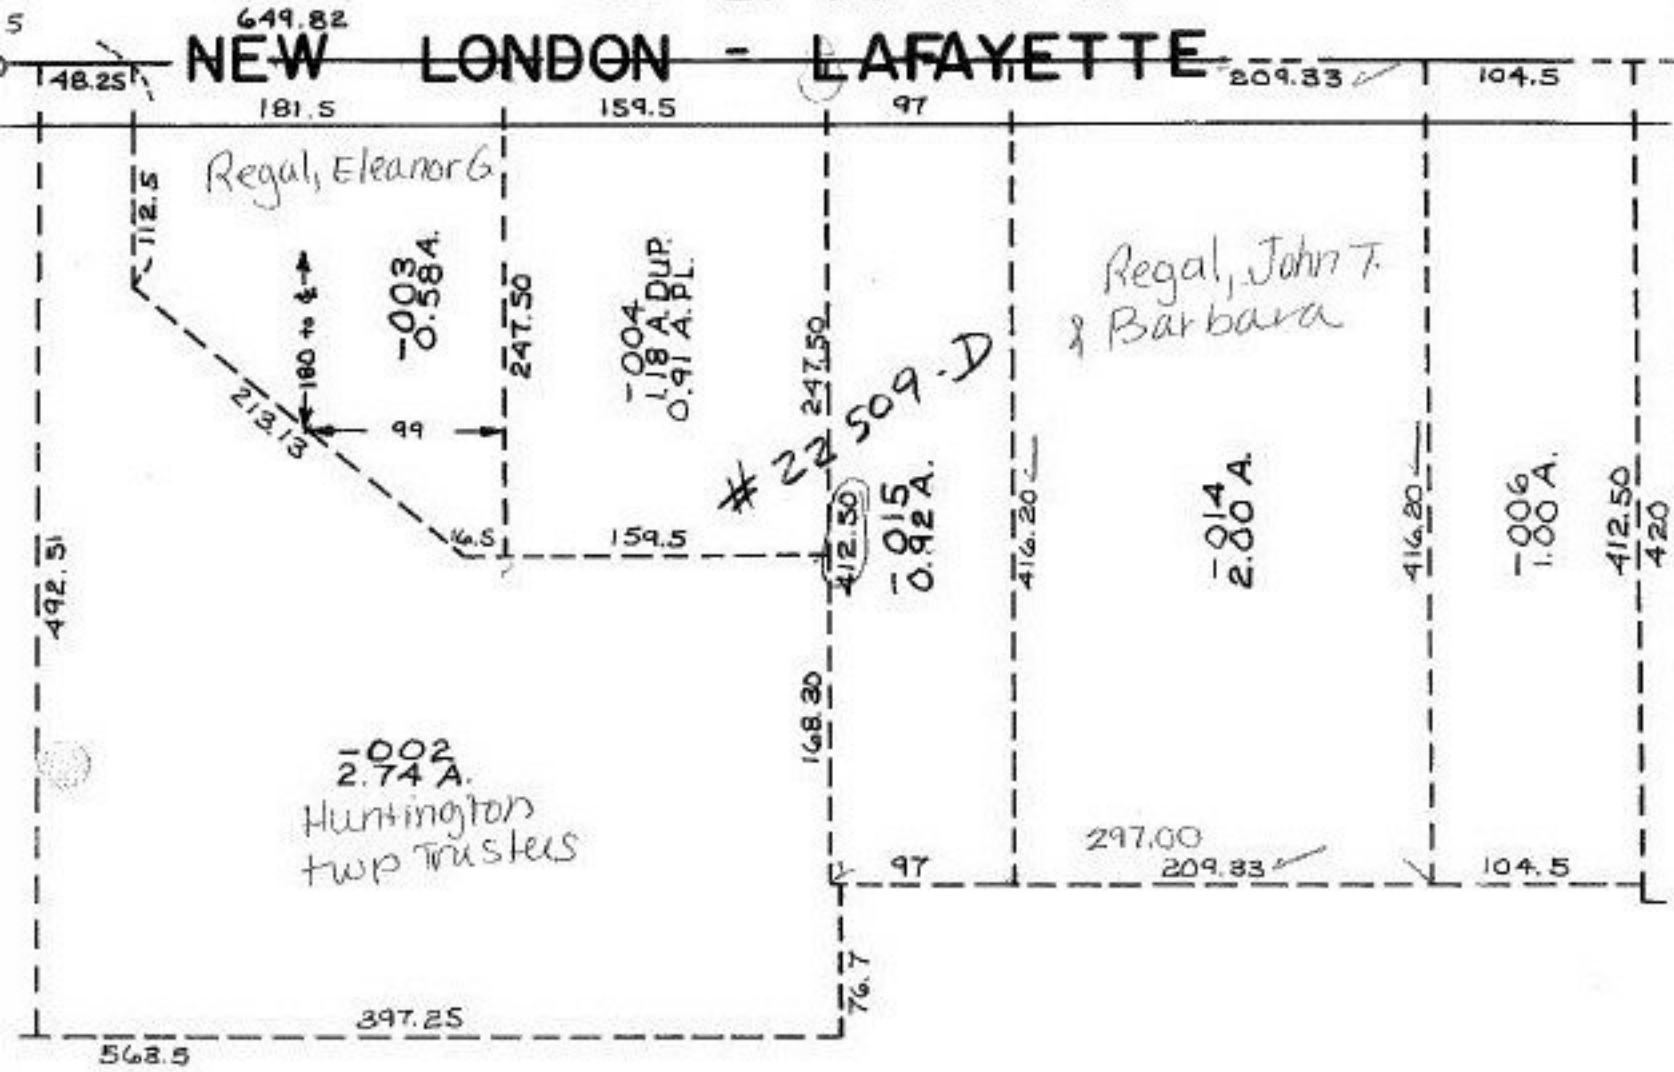 5
649.82
NEW LONDON - LAFAYETTE
48.25
209.33
104.5
181.5
159.5
97
Regal, Eleanor G
112.5
180 to ℄
-003
0.58 A.
247.50
-004
1.18 A. DUP.
0.91 A. PL.
247.50
Regal, John T.
& Barbara
# 22509-D
213.13
99
16.5
159.5
412.50
-015
0.92 A.
416.20
-014
2.00 A.
416.20
-006
1.00 A.
412.50
420
492.51
168.30
-002
2.74 A.
Huntington
twp Trustees
97
297.00
209.33
104.5
76.7
397.25
563.5